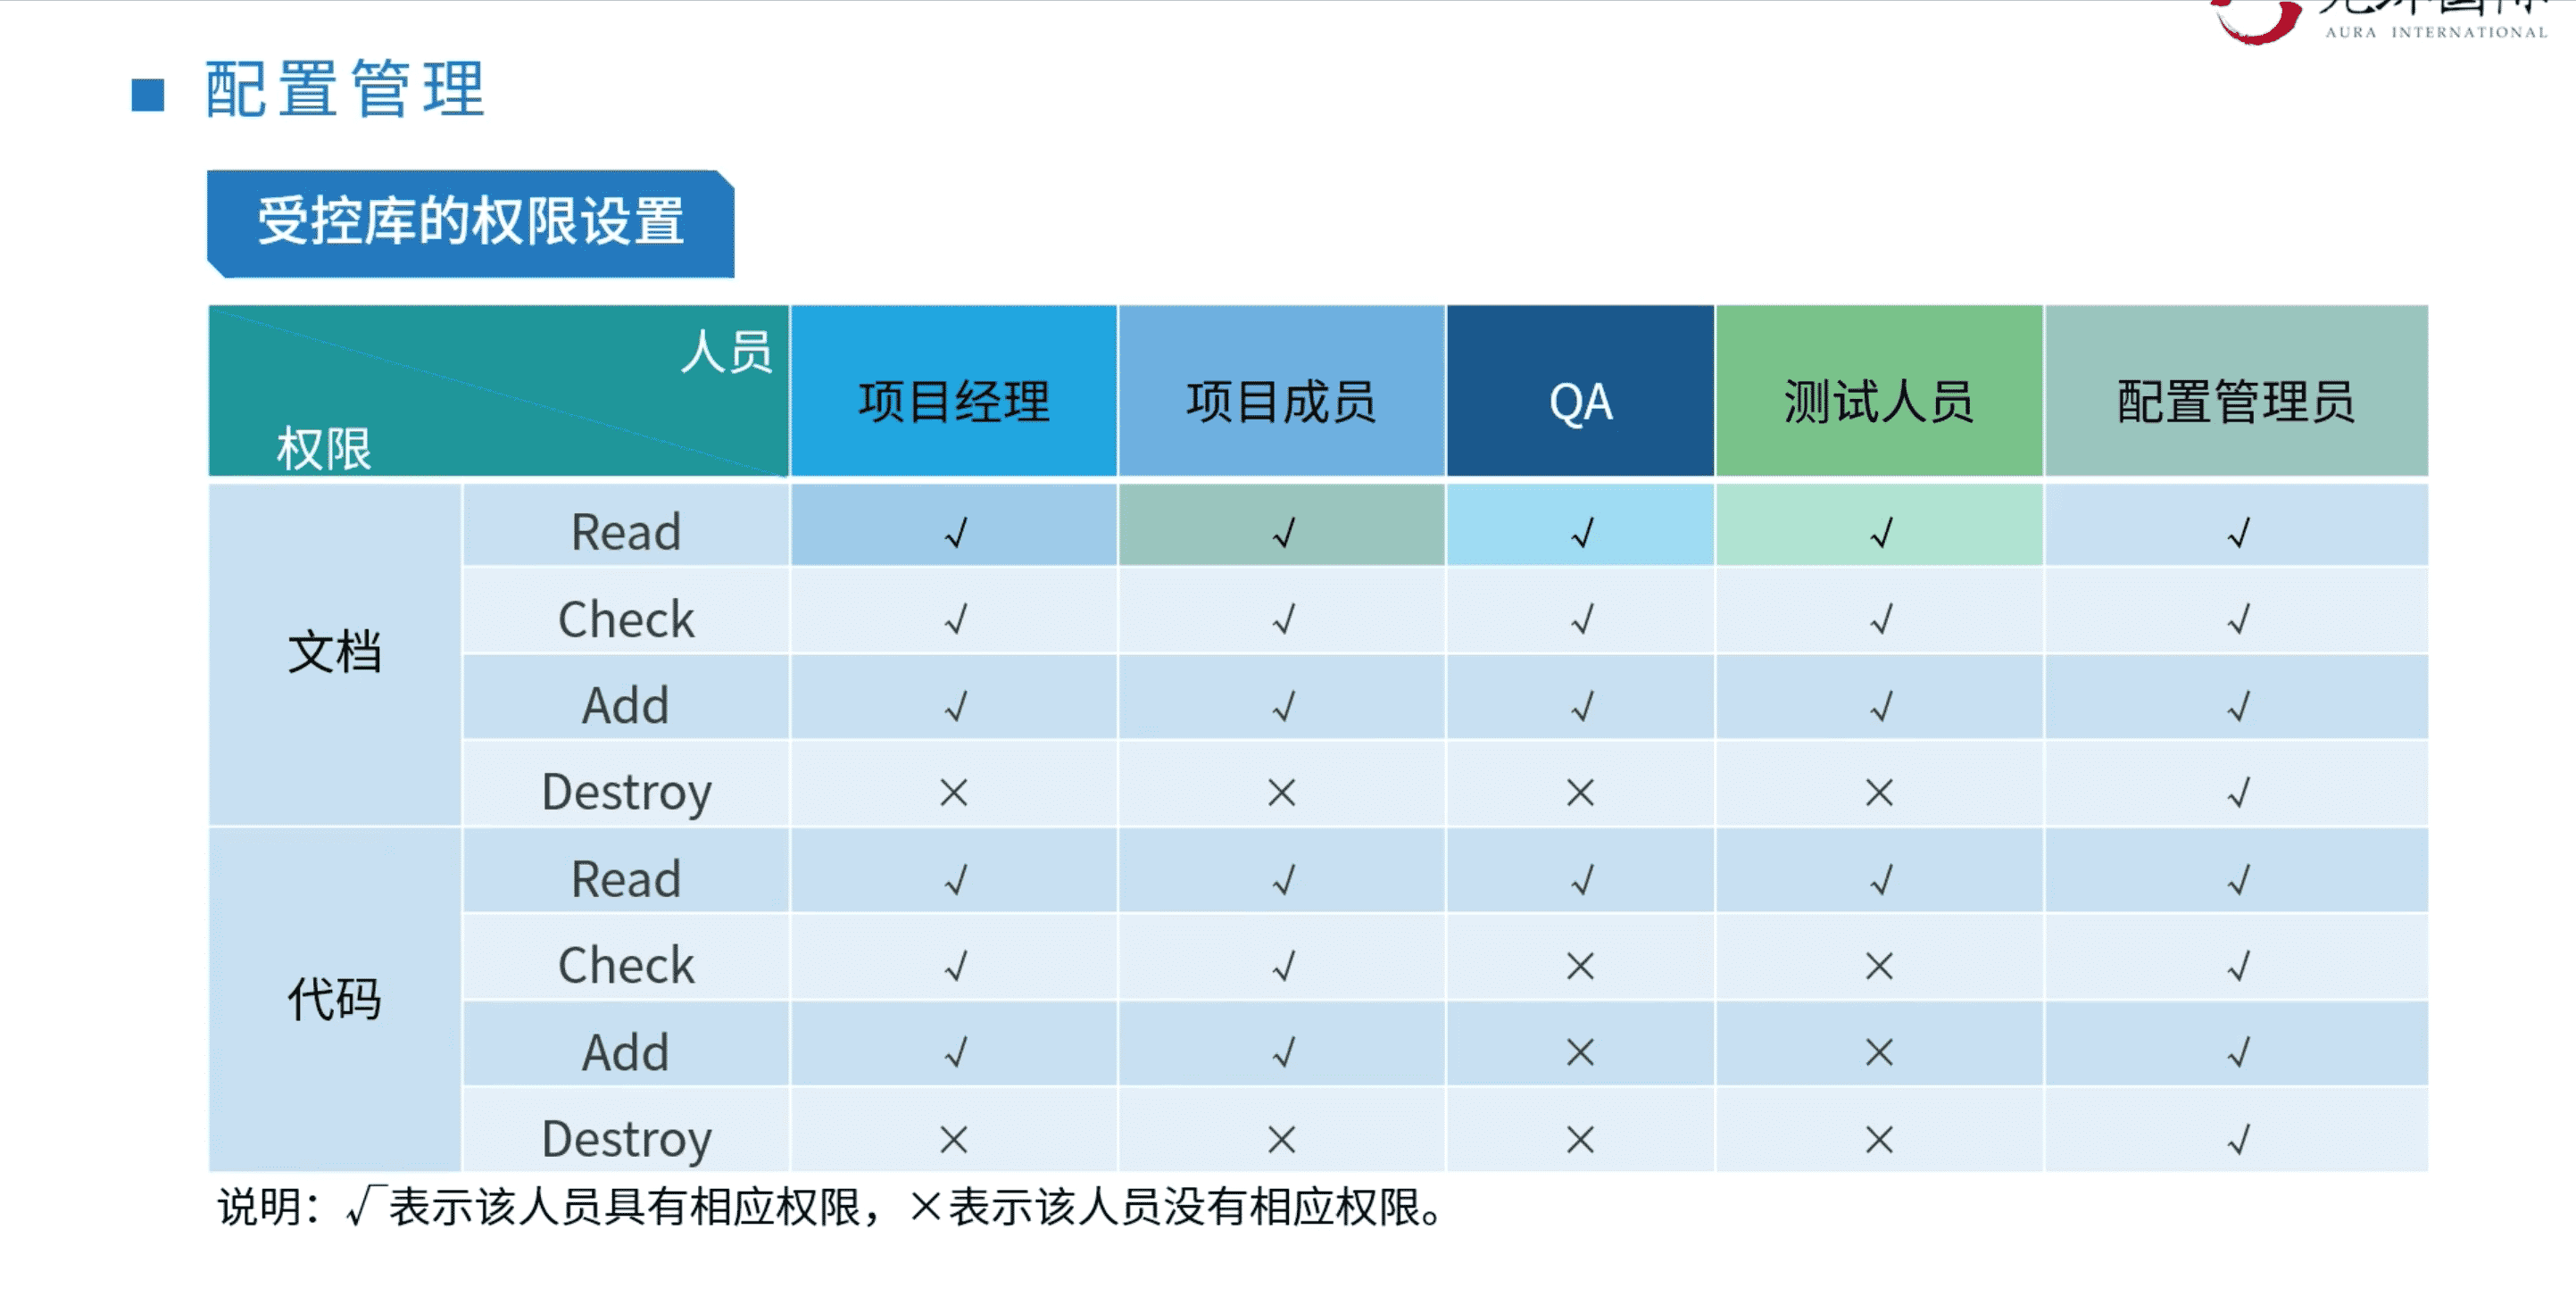 AURA INTERNATIONAL
配置管理
受控库的权限设置
人员
权限
项目经理 项目成员 QA 测试人员 配置管理员
文档
Read √ √ √ √ √
Check √ √ √ √ √
Add √ √ √ √ √
Destroy × × × × √
代码
Read √ √ √ √ √
Check √ √ × × √
Add √ √ × × √
Destroy × × × × √
说明：√表示该人员具有相应权限，×表示该人员没有相应权限。